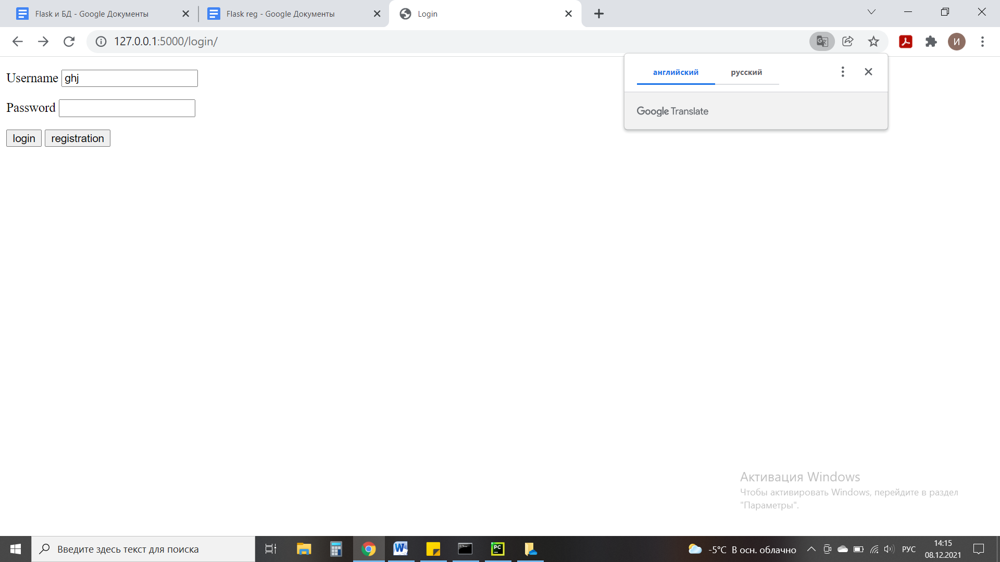 Flask и БД - Google Документы
Flask reg - Google Документы
Login
127.0.0.1:5000/login/
И
английский
русский
Google Translate
Username ghj
Password
login registration
Активация Windows
Чтобы активировать Windows, перейдите в раздел
"Параметры".
Введите здесь текст для поиска
W
PC
-5°C В осн. облачно
РУС
14:15
08.12.2021